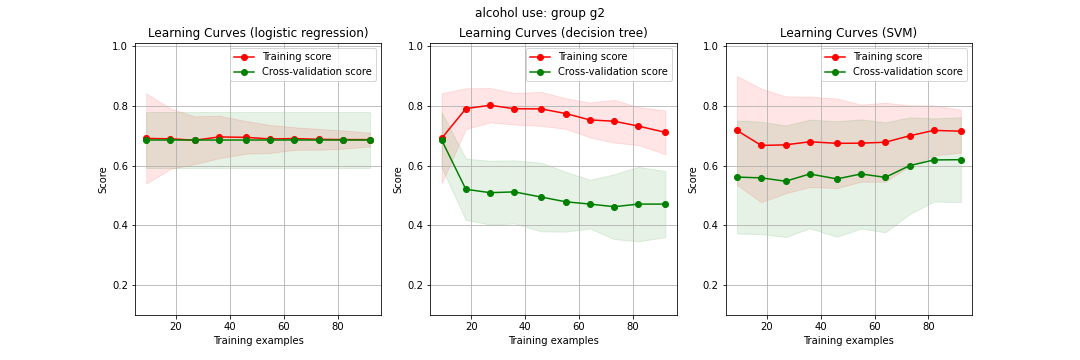 alcohol use: group g2
Learning Curves (logistic regression)
Training score
Cross-validation score
1.0
0.8
0.6
0.4
0.2
Score
20
40
60
80
Training examples
Learning Curves (decision tree)
Training score
Cross-validation score
1.0
0.8
0.6
0.4
0.2
Score
20
40
60
80
Training examples
Learning Curves (SVM)
Training score
Cross-validation score
1.0
0.8
0.6
0.4
0.2
Score
20
40
60
80
Training examples